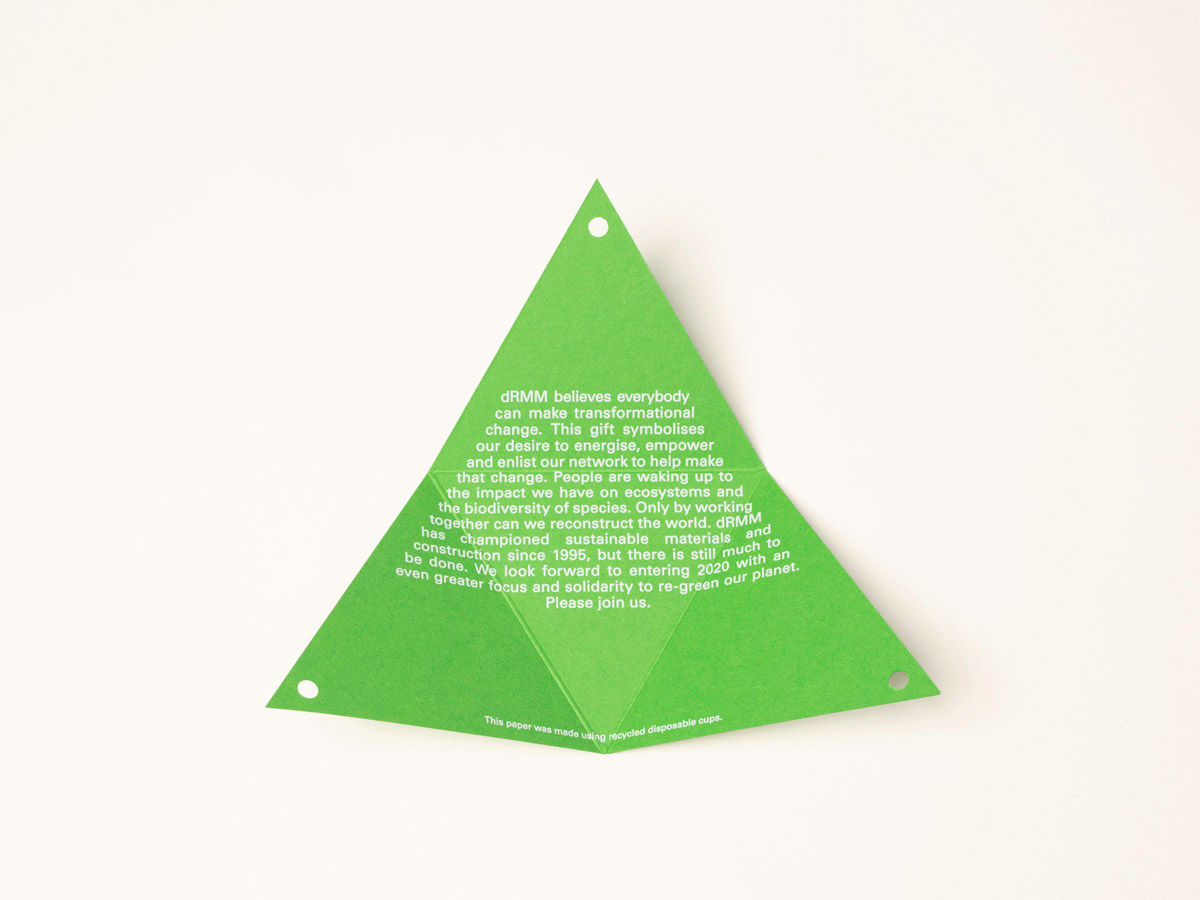 dRMM believes everybody
can make transformational
change. This gift symbolises
our desire to energise, empower
and enlist our network to help make
that change. People are waking up to
the impact we have on ecosystems and
the biodiversity of species. Only by working
together can we reconstruct the world. dRMM
has championed sustainable materials and
construction since 1995, but there is still much to
be done. We look forward to entering 2020 with an
even greater focus and solidarity to re-green our planet.
Please join us.
This paper was made using recycled disposable cups.